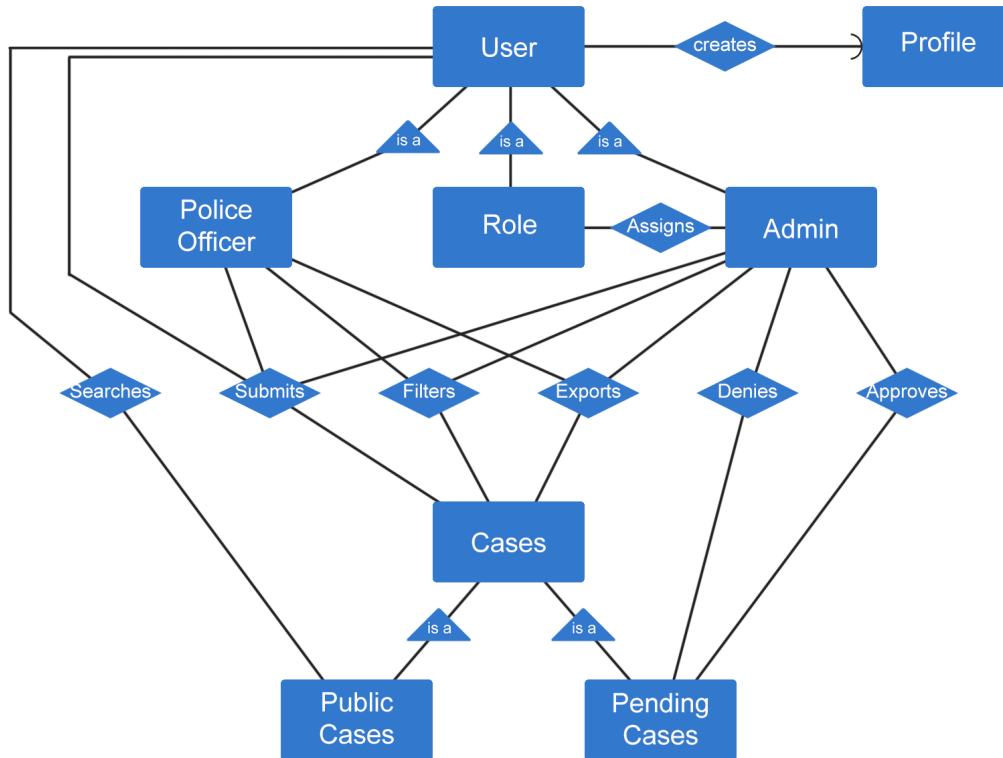 User
creates
Profile
is a
is a
is a
Police
Officer
Role
Assigns
Admin
Searches
Submits
Filters
Exports
Denies
Approves
Cases
is a
is a
Public
Cases
Pending
Cases